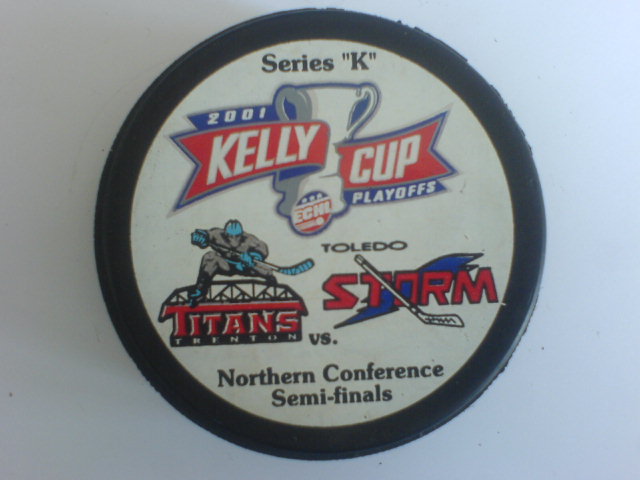 Series "K"
2001
KELLY CUP
PLAYOFFS
ECHL
TOLEDO
STORM
TITANS
TRENTON
vs.
Northern Conference
Semi-finals